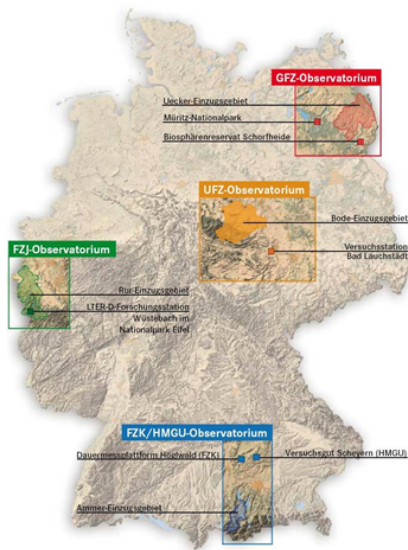 GFZ-Observatorium
Uecker-Einzugsgebiet
Müritz-Nationalpark
Biosphärenreservat Schorfheide
UFZ-Observatorium
Bode-Einzugsgebiet
Versuchsstation
Bad Lauchstädt
FZJ-Observatorium
Rur-Einzugsgebiet
LTER-D-Forschungsstation
Wüstebach im
Nationalpark Eifel
FZK/HMGU-Observatorium
Dauermessplattform Höglwald (FZK)
Versuchsgut Scheyern (HMGU)
Ammer-Einzugsgebiet